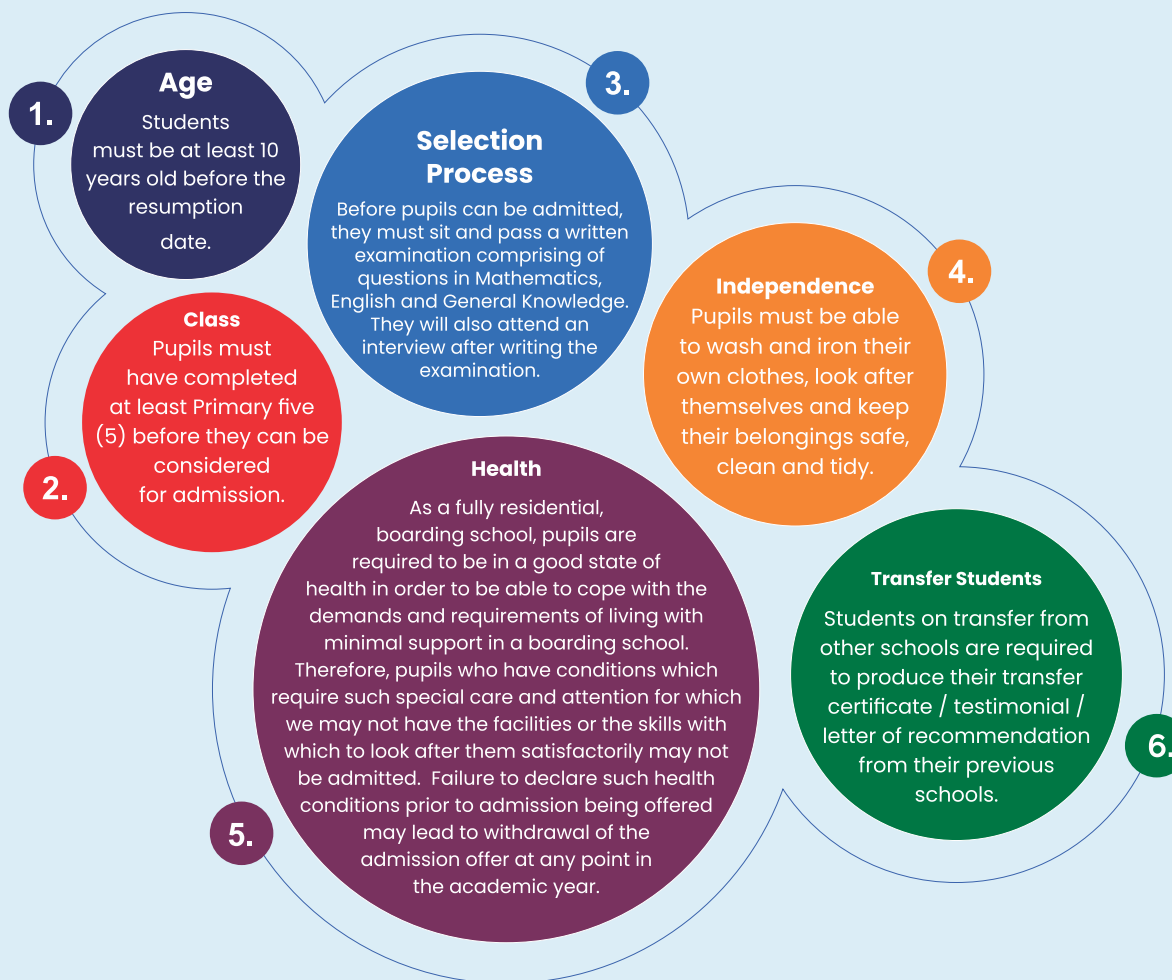 1.
Age
Students
must be at least 10
years old before the
resumption
date.
2.
Class
Pupils must
have completed
at least Primary five
(5) before they can be
considered
for admission.
3.
Selection
Process
Before pupils can be admitted,
they must sit and pass a written
examination comprising of
questions in Mathematics,
English and General Knowledge.
They will also attend an
interview after writing the
examination.
4.
Independence
Pupils must be able
to wash and iron their
own clothes, look after
themselves and keep
their belongings safe,
clean and tidy.
5.
Health
As a fully residential,
boarding school, pupils are
required to be in a good state of
health in order to be able to cope with the
demands and requirements of living with
minimal support in a boarding school.
Therefore, pupils who have conditions which
require such special care and attention for which
we may not have the facilities or the skills with
which to look after them satisfactorily may not
be admitted. Failure to declare such health
conditions prior to admission being offered
may lead to withdrawal of the
admission offer at any point in
the academic year.
6.
Transfer Students
Students on transfer from
other schools are required
to produce their transfer
certificate / testimonial /
letter of recommendation
from their previous
schools.